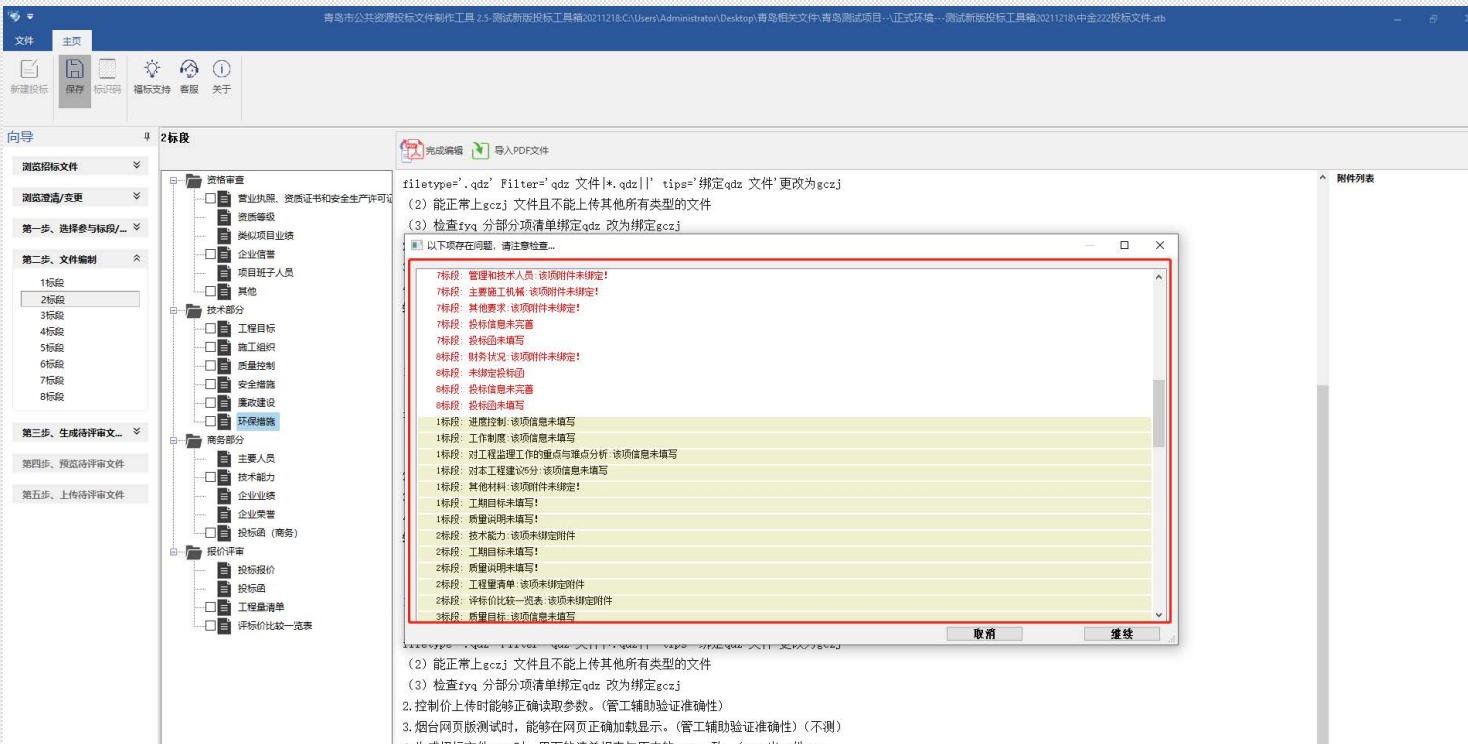 青岛市公共资源投标文件制作工具 2.5-测试新版投标工具箱20211218:C:\Users\Administrator\Desktop\青岛相关文件\青岛测试项目--\正式环境---测试新版投标工具箱20211218\中金222投标文件.ztb
文件 主页
新建投标 保存 标识码 福标支持 客服 关于
向导
浏览招标文件
浏览澄清/变更
第一步、选择参与标段/...
第二步、文件编制
1标段
2标段
3标段
4标段
5标段
6标段
7标段
8标段
第三步、生成待评审文...
第四步、预览待评审文件
第五步、上传待评审文件
2标段
资格审查
营业执照、资质证书和安全生产许可证
资质等级
类似项目业绩
企业信誉
项目班子人员
其他
技术部分
工程目标
施工组织
质量控制
安全措施
廉政建设
环保措施
商务部分
主要人员
技术能力
企业业绩
企业荣誉
投标函（商务）
报价评审
投标报价
投标函
工程量清单
评标价比较一览表
完成编辑 导入PDF文件
filetype='.qdz' Filter='qdz 文件|*.qdz||' tips='绑定qdz 文件'更改为gczj
（2）能正常上gczj 文件且不能上传其他所有类型的文件
（3）检查fyq 分部分项清单绑定qdz 改为绑定gczj
以下项存在问题，请注意检查...
7标段: 管理和技术人员:该项附件未绑定!
7标段: 主要施工机械:该项附件未绑定!
7标段: 其他要求:该项附件未绑定!
7标段: 投标信息未完善
7标段: 投标函未填写
8标段: 财务状况:该项附件未绑定!
8标段: 未绑定投标函
8标段: 投标信息未完善
8标段: 投标函未填写
1标段: 进度控制:该项信息未填写
1标段: 工作制度:该项信息未填写
1标段: 对工程监理工作的重点与难点分析:该项信息未填写
1标段: 对本工程建议5分:该项信息未填写
1标段: 其他材料:该项附件未绑定!
1标段: 工期目标未填写!
1标段: 质量说明未填写!
2标段: 技术能力:该项未绑定附件
2标段: 工期目标未填写!
2标段: 质量说明未填写!
2标段: 工程量清单:该项未绑定附件
2标段: 评标价比较一览表:该项未绑定附件
3标段: 质量目标:该项信息未填写
取消 继续
（2）能正常上gczj 文件且不能上传其他所有类型的文件
（3）检查fyq 分部分项清单绑定qdz 改为绑定gczj
2.控制价上传时能够正确读取参数。（管工辅助验证准确性）
3.烟台网页版测试时，能够在网页正确加载显示。（管工辅助验证准确性）（不测）
附件列表